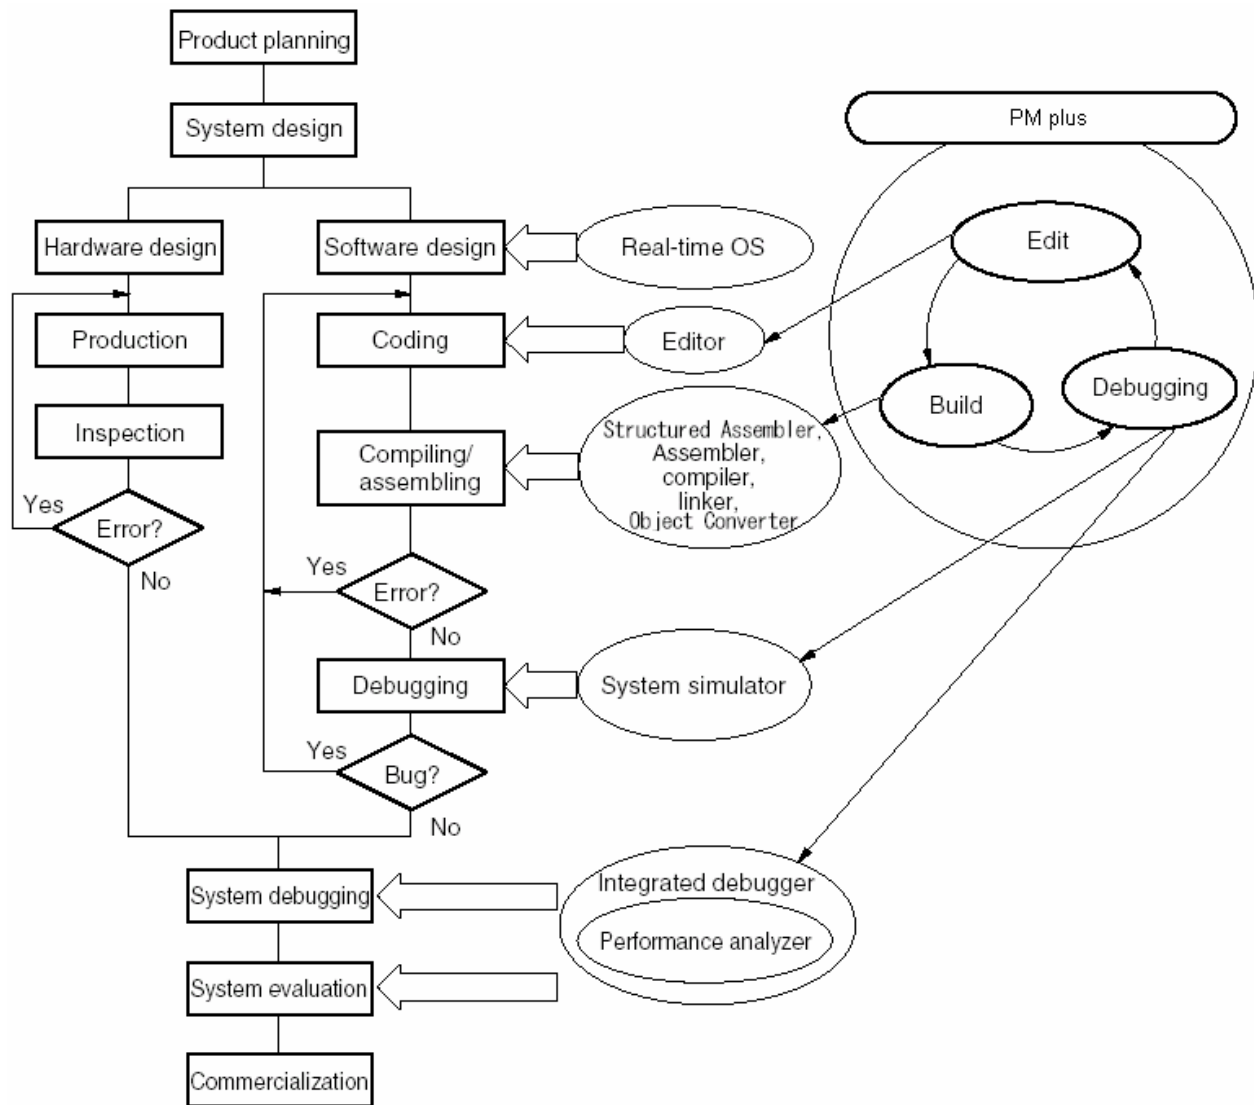 Product planning
System design
PM plus
Hardware design
Software design
Real-time OS
Edit
Production
Coding
Editor
Build
Debugging
Inspection
Compiling/
assembling
Structured Assembler,
Assembler,
compiler,
linker,
Object Converter
Yes
Error?
No
Yes
Error?
No
Debugging
System simulator
Yes
Bug?
No
System debugging
Integrated debugger
Performance analyzer
System evaluation
Commercialization